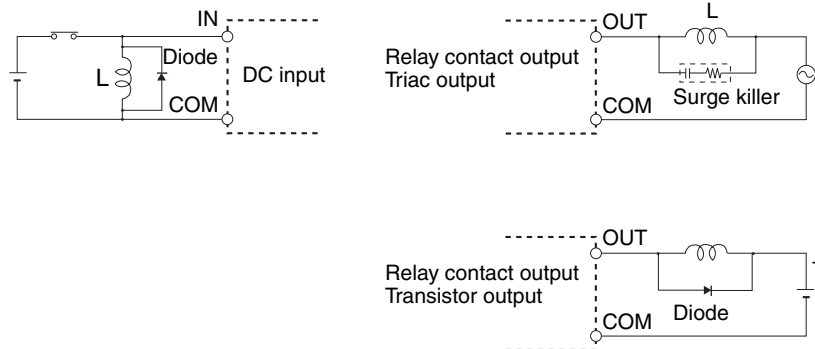 IN
Diode
L
DC input
COM
OUT
L
Relay contact output
Triac output
Surge killer
COM
OUT
Relay contact output
Transistor output
Diode
COM